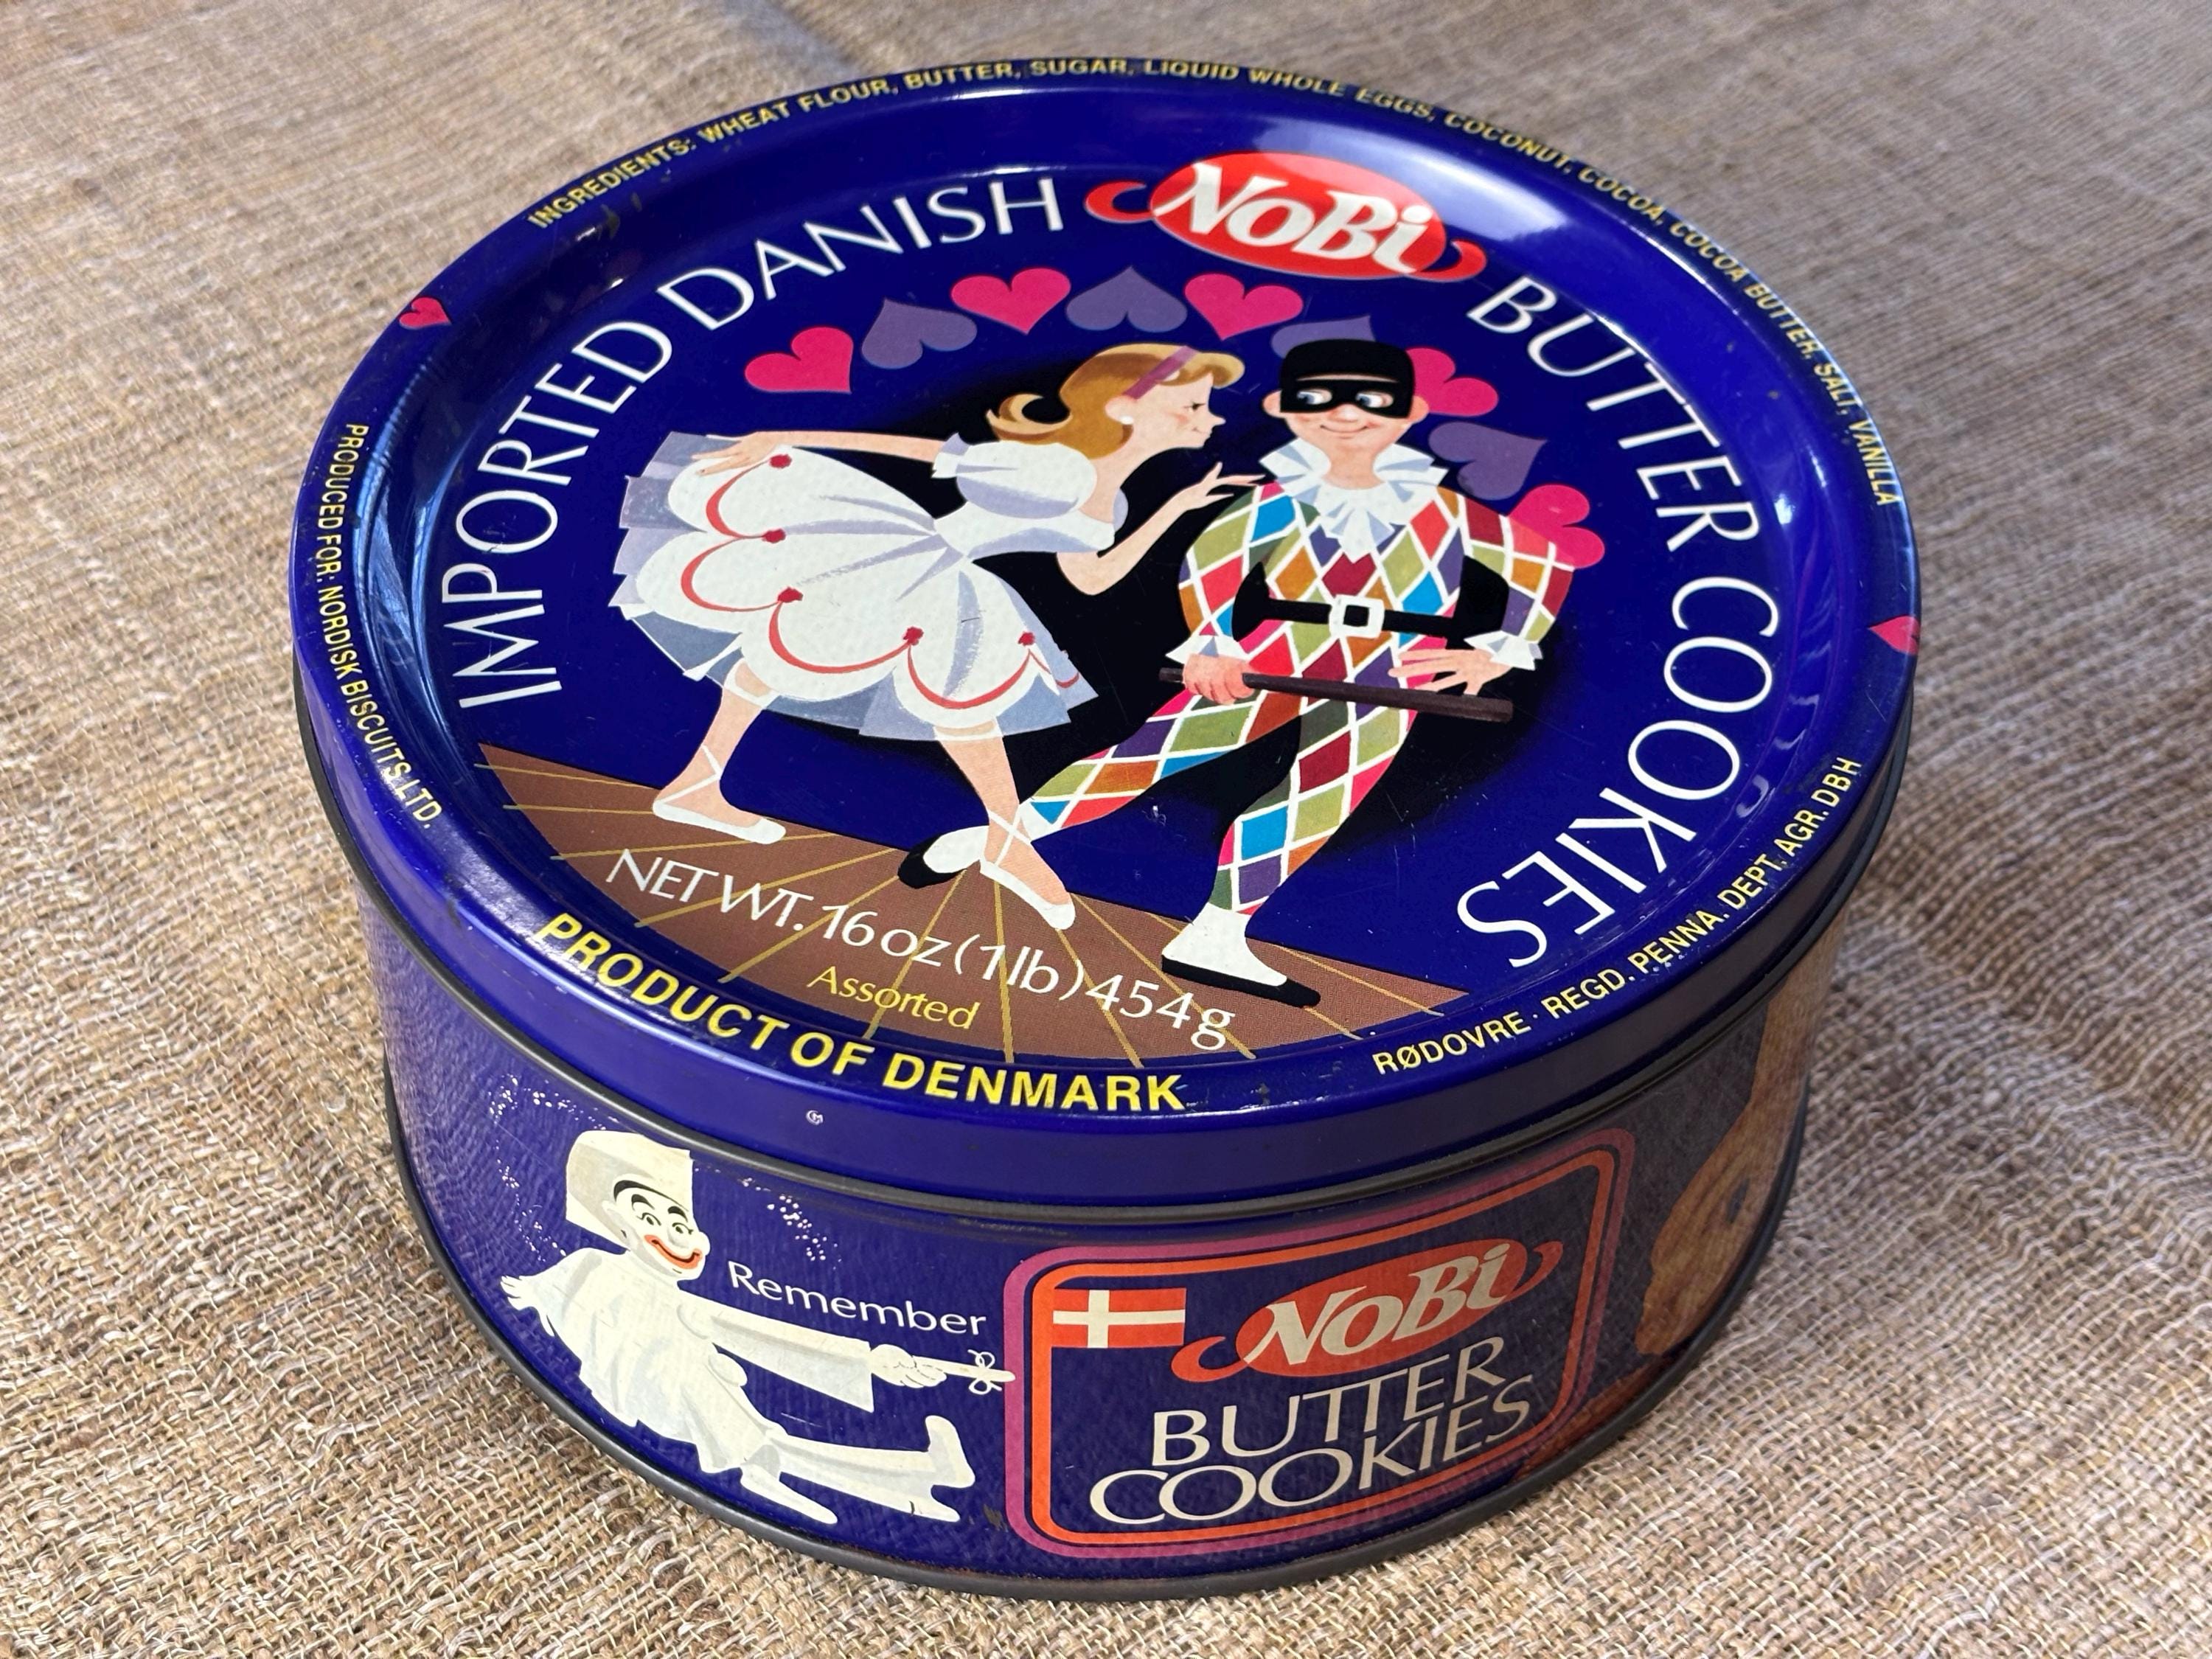 INGREDIENTS: WHEAT FLOUR, BUTTER, SUGAR, LIQUID WHOLE EGGS, COCONUT, COCOA, COCOA BUTTER, SALT, VANILLA
IMPORTED DANISH NoBi BUTTER COOKIES
PRODUCED FOR: NORDISK BISCUITS LTD.
RØDOVRE · REGD. PENNA. DEPT. AGR. DBH
NET WT. 16 oz (1 lb) 454 g
Assorted
PRODUCT OF DENMARK
Remember
NoBi
BUTTER
COOKIES